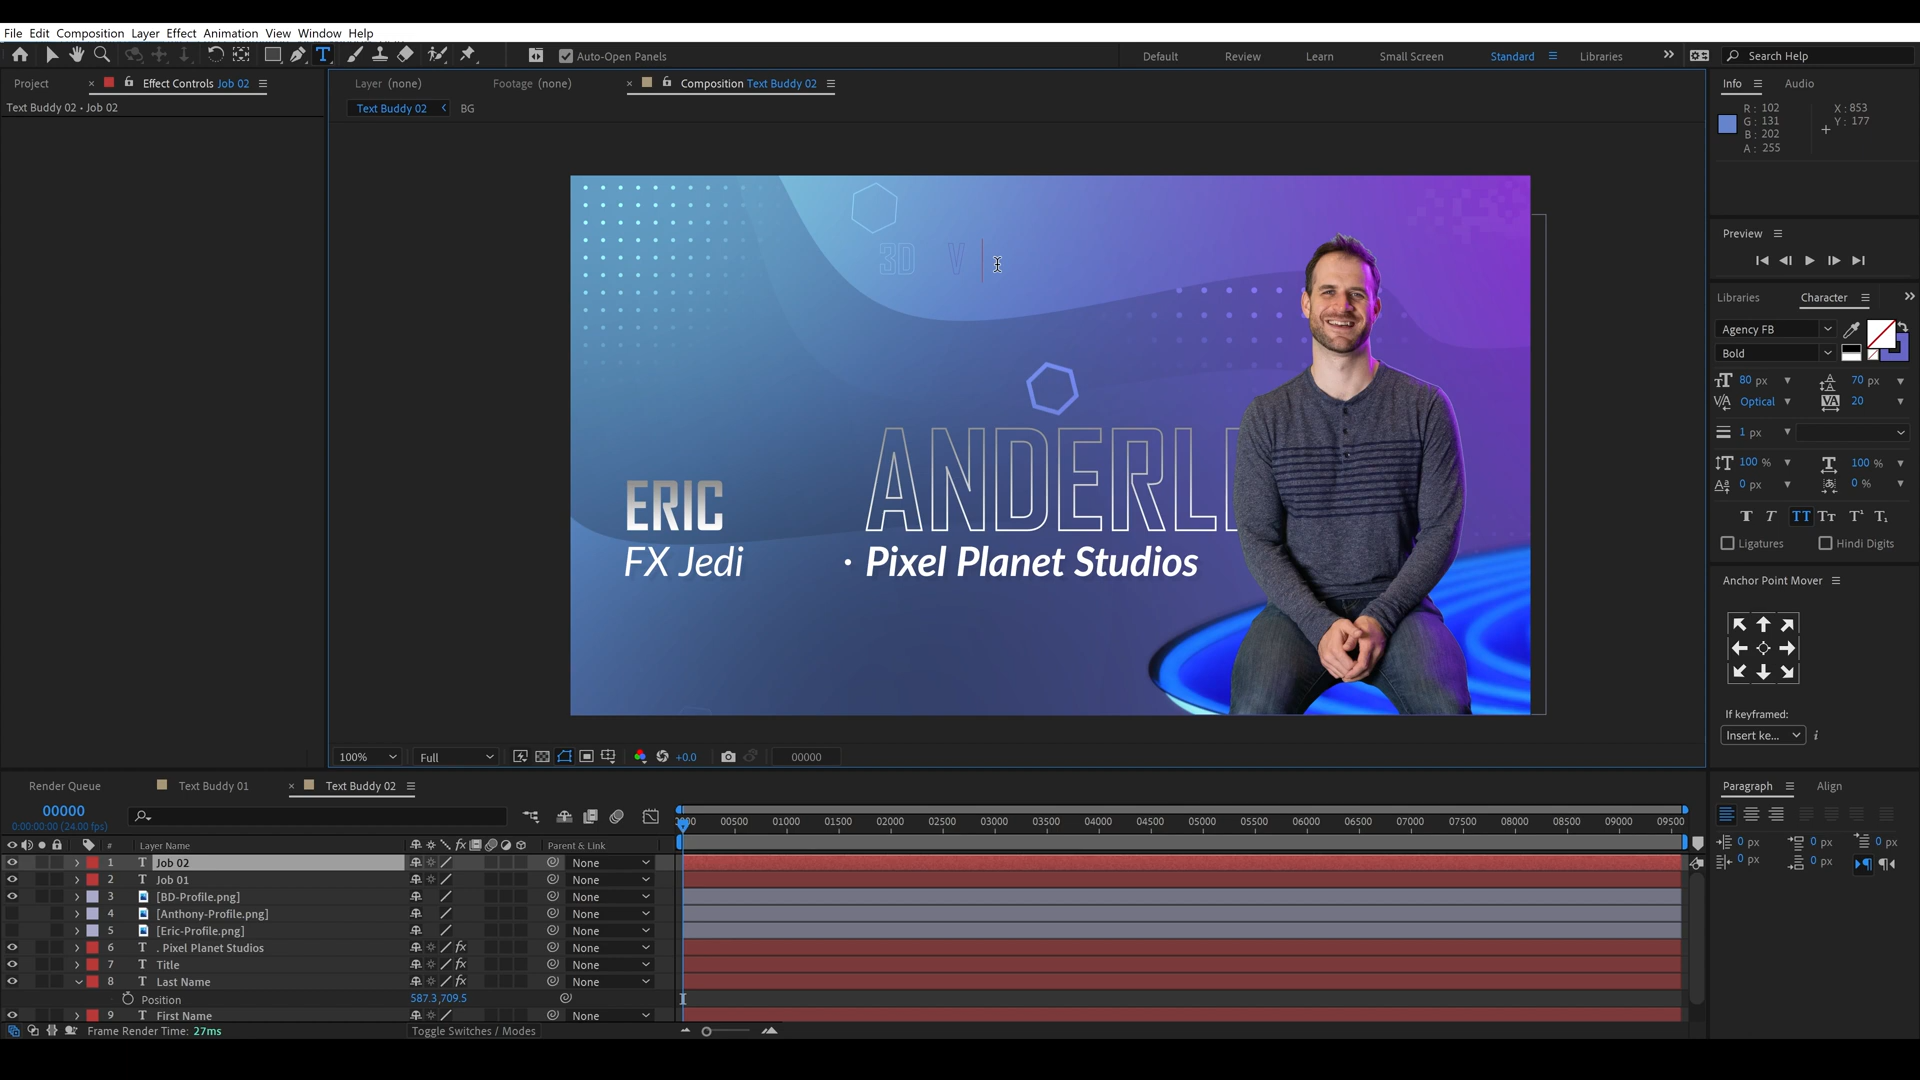 File Edit Composition Layer Effect Animation View Window Help
Auto-Open Panels
Default Review Learn Small Screen Standard Libraries Search Help
Project Effect Controls Job 02
Layer (none) Footage (none) Composition Text Buddy 02
Info Audio
Text Buddy 02 • Job 02
Text Buddy 02 BG
R: 102
G: 131
B: 202
A: 255
X: 853
Y: 177
Preview
Libraries Character
Agency FB
Bold
80 px 70 px
Optical 20
1 px
100 % 100 %
0 px 0 %
Ligatures Hindi Digits
Anchor Point Mover
If keyframed:
Insert ke...
3D V
ANDERL
ERIC
FX Jedi · Pixel Planet Studios
100% Full +0.0 00000
Render Queue Text Buddy 01 Text Buddy 02
Paragraph Align
0 px 0 px 0 px
0 px 0 px
00000
0:00:00:00 (24.00 fps)
00500 01000 01500 02000 02500 03000 03500 04000 04500 05000 05500 06000 06500 07000 07500 08000 08500 09000 09500
# Layer Name Parent & Link
1 T Job 02 None
2 T Job 01 None
3 [BD-Profile.png] None
4 [Anthony-Profile.png] None
5 [Eric-Profile.png] None
6 T . Pixel Planet Studios fx None
7 T Title fx None
8 T Last Name fx None
Position 587.3,709.5
9 T First Name None
Frame Render Time: 27ms Toggle Switches / Modes